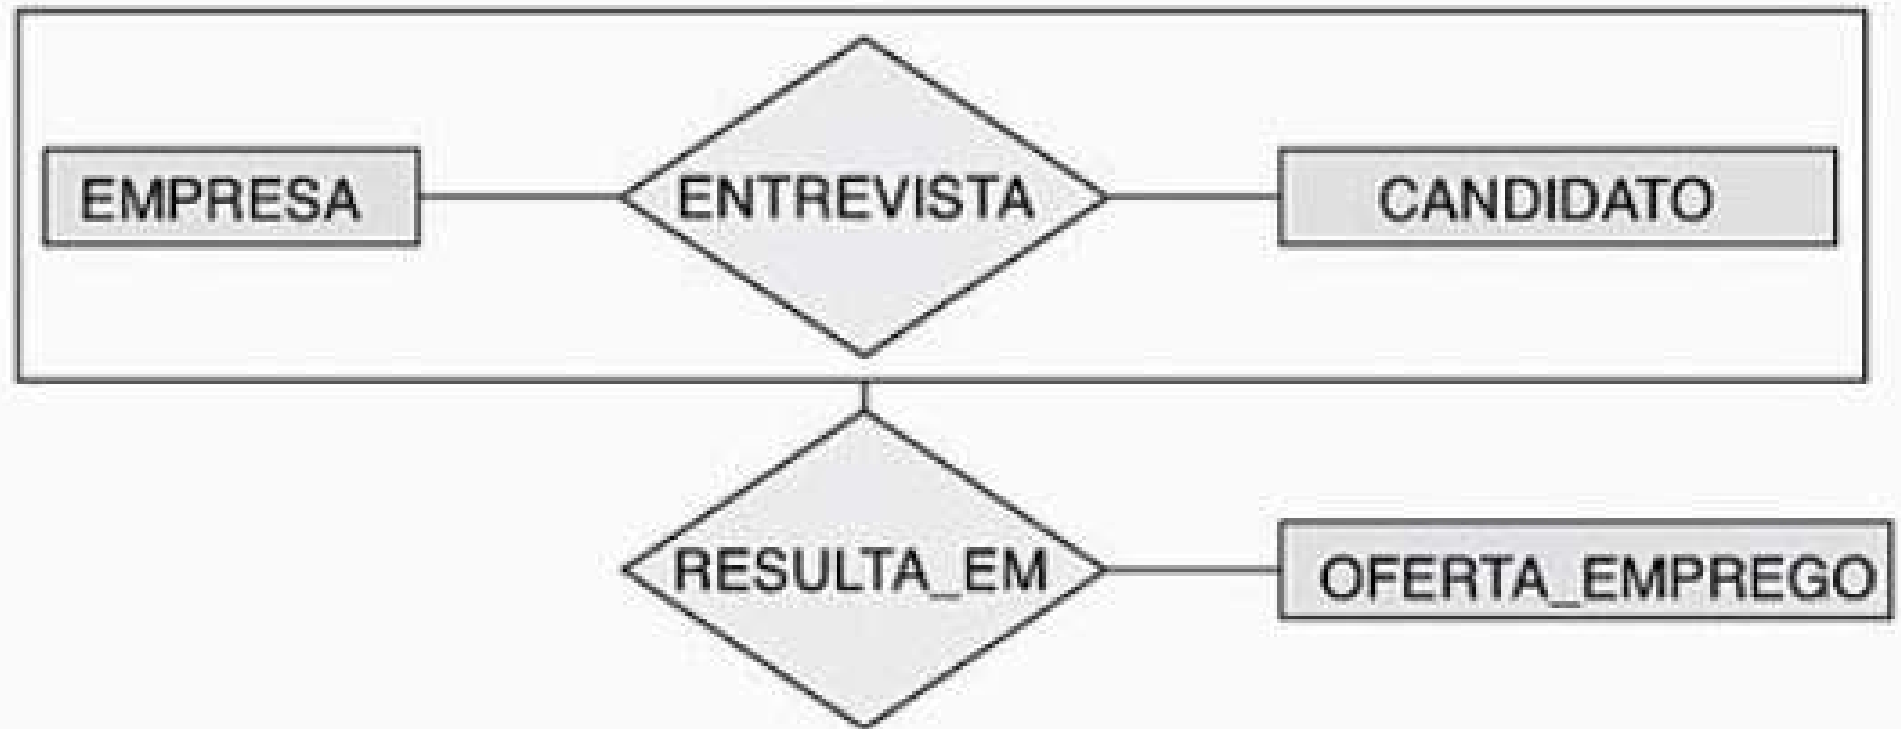 EMPRESA
ENTREVISTA
CANDIDATO
RESULTA_EM
OFERTA_EMPREGO